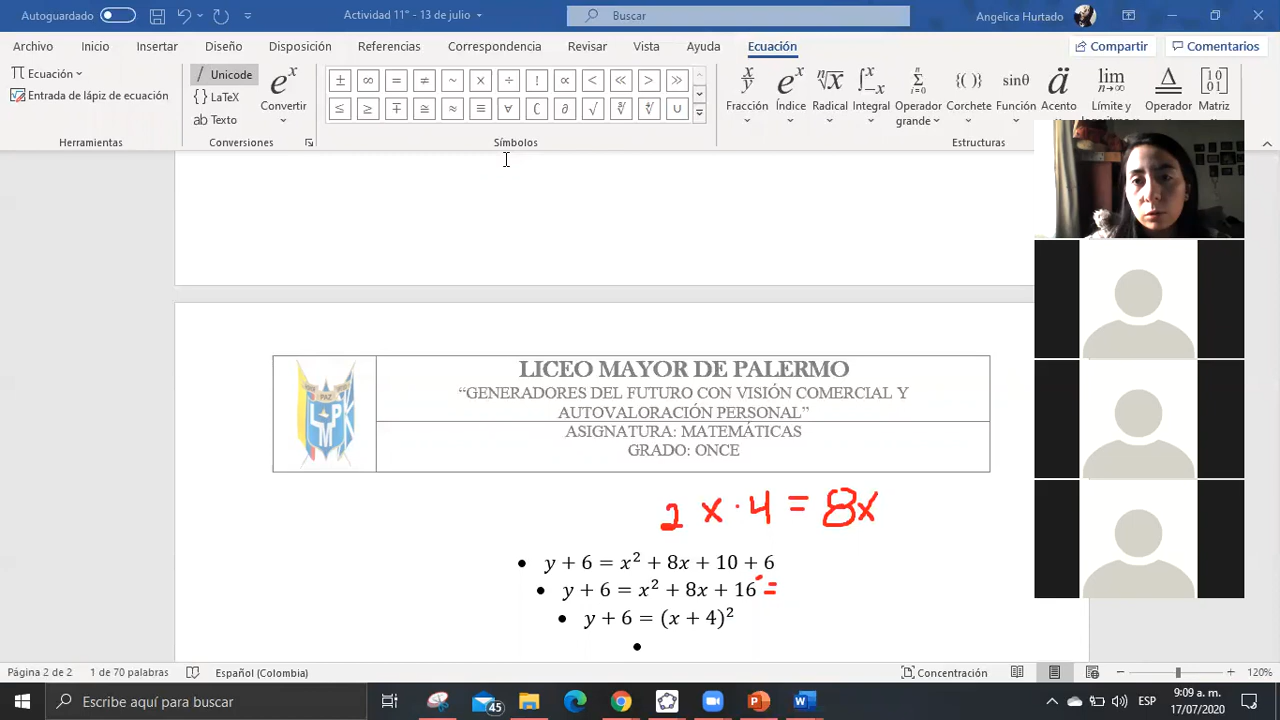 Autoguardado
Actividad 11° - 13 de julio
Buscar
Angelica Hurtado
Archivo Inicio Insertar Diseño Disposición Referencias Correspondencia Revisar Vista Ayuda Ecuación Compartir Comentarios
Ecuación
Entrada de lápiz de ecuación
Herramientas
Unicode
LaTeX
Texto
Convertir
Conversiones
± ∞ = ≠ ~ × ÷ ! ∝ < ≪ > ≫
≤ ≥ ∓ ≅ ≈ ≡ ∀ ∁ ∂ √ ∛ ∜ ∪
Símbolos
Fracción Índice Radical Integral Operador grande Corchete Función Acento Límite y Operador Matriz
Estructuras
LICEO MAYOR DE PALERMO
“GENERADORES DEL FUTURO CON VISIÓN COMERCIAL Y
AUTOVALORACIÓN PERSONAL”
ASIGNATURA: MATEMÁTICAS
GRADO: ONCE
2 x · 4 = 8x
• y + 6 = x² + 8x + 10 + 6
• y + 6 = x² + 8x + 16 =
• y + 6 = (x + 4)²
•
Página 2 de 2 1 de 70 palabras Español (Colombia) Concentración 120%
Escribe aquí para buscar
45
ESP
9:09 a. m.
17/07/2020